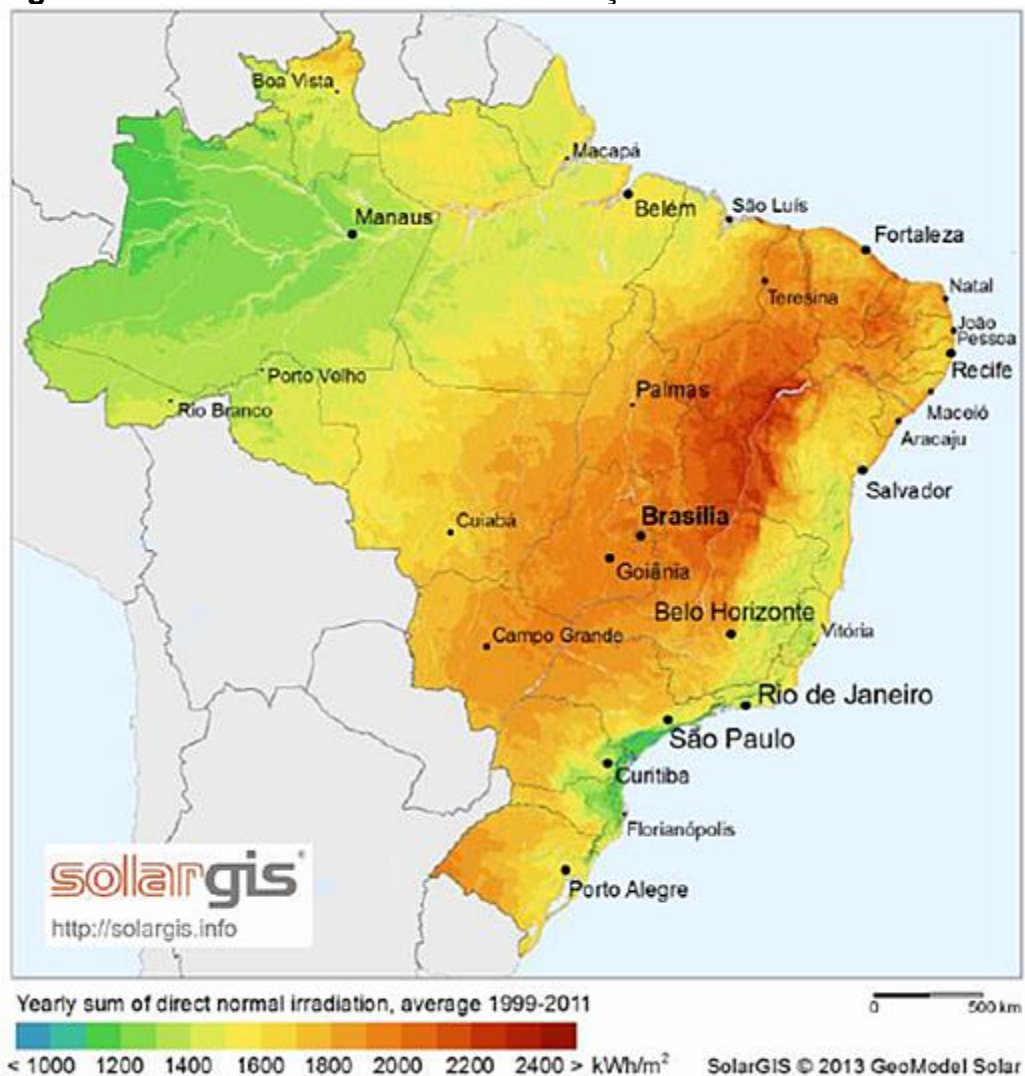 Boa Vista
Macapá
Belém
São Luís
Manaus
Fortaleza
Teresina
Natal
João
Pessoa
Recife
Porto Velho
Palmas
Rio Branco
Maceió
Aracaju
Salvador
Cuiabá
Brasília
Goiânia
Belo Horizonte
Campo Grande
Vitória
Rio de Janeiro
São Paulo
Curitiba
Florianópolis
Porto Alegre
solargis
http://solargis.info
Yearly sum of direct normal irradiation, average 1999-2011
0 500 km
< 1000 1200 1400 1600 1800 2000 2200 2400 > kWh/m²
SolarGIS © 2013 GeoModel Solar